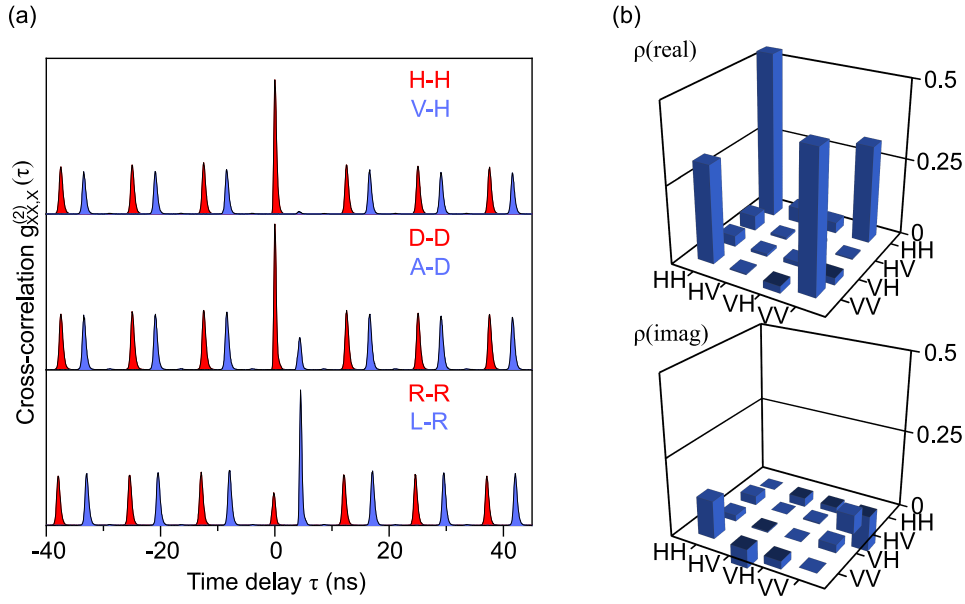 (a)
Cross-correlation g⁽²⁾XX,X (τ)
H-H
V-H
D-D
A-D
R-R
L-R
-40 -20 0 20 40
Time delay τ (ns)
(b)
ρ(real)
0.5
0.25
0
HH
HV
VH
VV
HH
HV
VH
VV
ρ(imag)
0.5
0.25
0
HH
HV
VH
VV
HH
HV
VH
VV